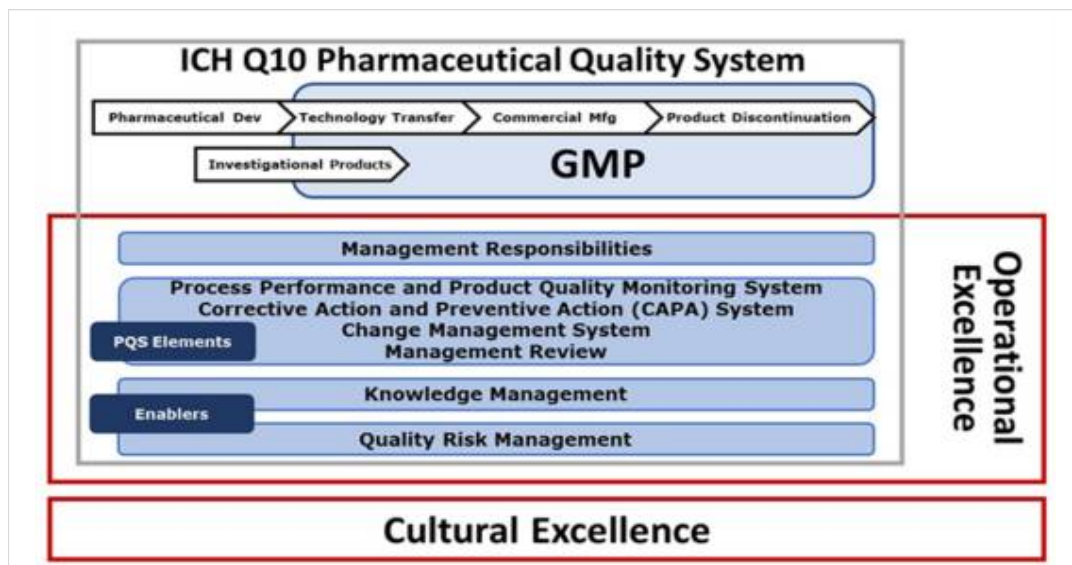 ICH Q10 Pharmaceutical Quality System
Pharmaceutical Dev
Technology Transfer
Commercial Mfg
Product Discontinuation
Investigational Products
GMP
Management Responsibilities
Process Performance and Product Quality Monitoring System
Corrective Action and Preventive Action (CAPA) System
Change Management System
Management Review
PQS Elements
Knowledge Management
Enablers
Quality Risk Management
Operational
Excellence
Cultural Excellence